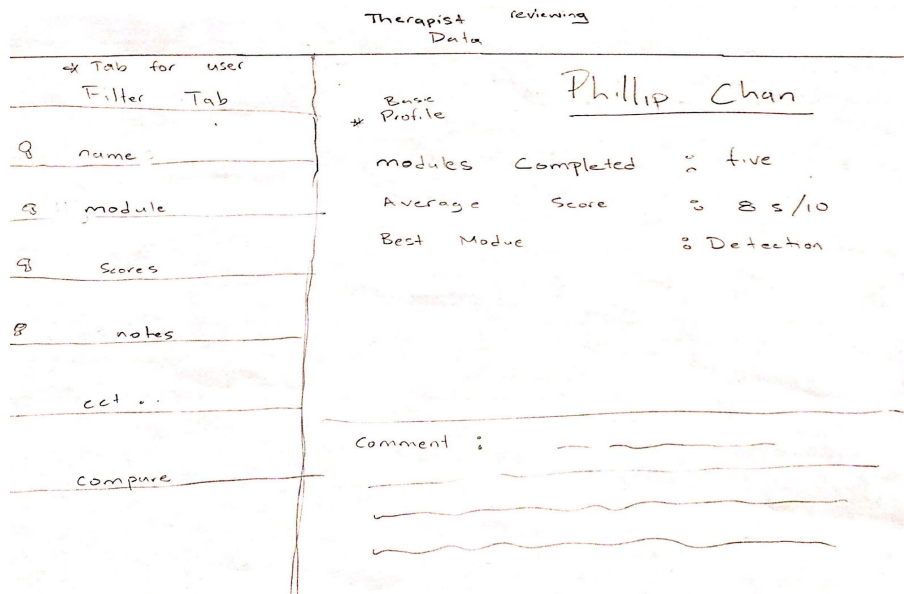 Therapist reviewing
Data
* Tab for user
Filter Tab
name :
module
Scores
notes
ect ..
compare
Phillip Chan
Base
* Profile
modules Completed : five
Average Score : 8 5/10
Best Modue : Detection
Comment :